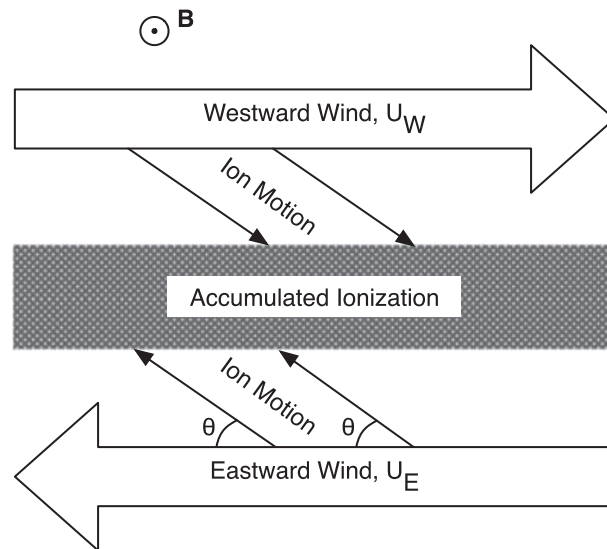 B
Westward Wind, U_W
Ion Motion
Accumulated Ionization
Ion Motion
θ
θ
Eastward Wind, U_E